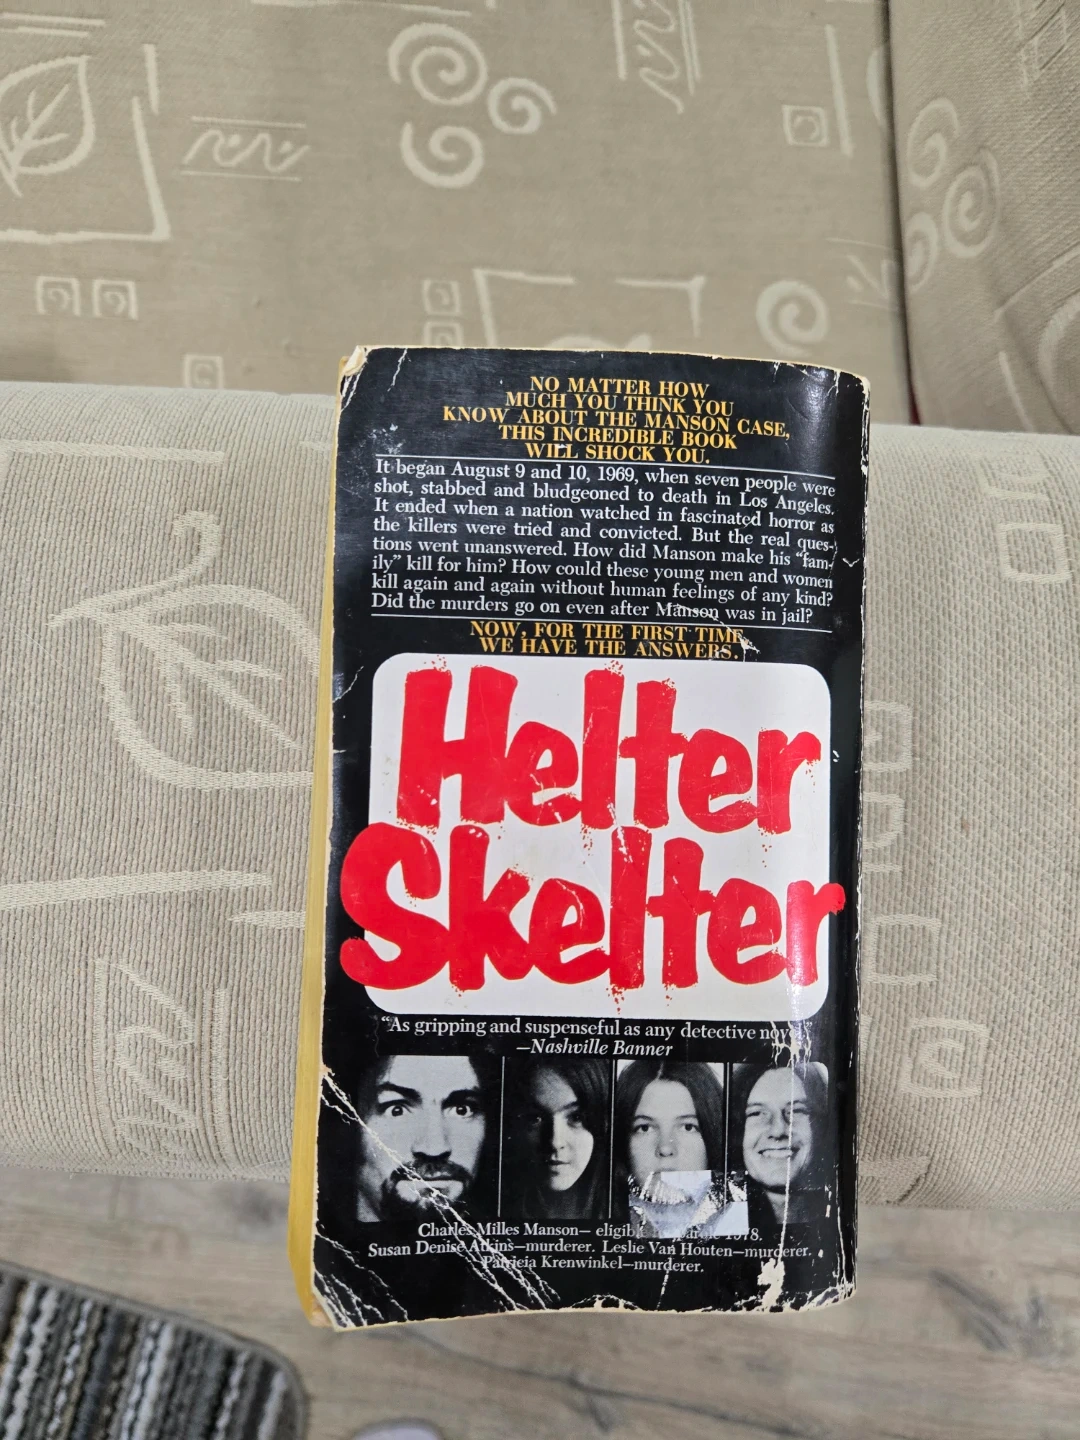 NO MATTER HOW
MUCH YOU THINK YOU
KNOW ABOUT THE MANSON CASE,
THIS INCREDIBLE BOOK
WILL SHOCK YOU.
It began August 9 and 10, 1969, when seven people were
shot, stabbed and bludgeoned to death in Los Angeles.
It ended when a nation watched in fascinated horror as
the killers were tried and convicted. But the real ques-
tions went unanswered. How did Manson make his “fam-
ily” kill for him? How could these young men and women
kill again and again without human feelings of any kind?
Did the murders go on even after Manson was in jail?
NOW, FOR THE FIRST TIME,
WE HAVE THE ANSWERS.
Helter
Skelter
“As gripping and suspenseful as any detective novel.”
—Nashville Banner
Charles Milles Manson— 1978.
Susan Denise Atkins—murderer. Leslie Van Houten—murderer.
Patricia Krenwinkel—murderer.